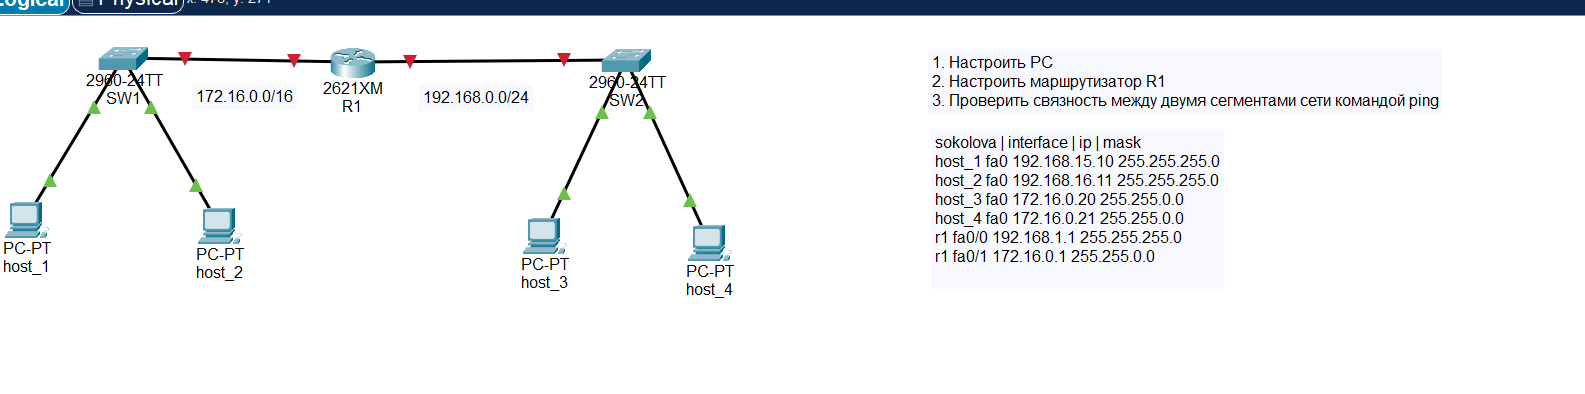 Logical Physical x: 476, y: 271
2960-24TT
SW1
172.16.0.0/16
2621XM
R1
192.168.0.0/24
2960-24TT
SW2
PC-PT
host_1
PC-PT
host_2
PC-PT
host_3
PC-PT
host_4
1. Настроить PC
2. Настроить маршрутизатор R1
3. Проверить связность между двумя сегментами сети командой ping
sokolova | interface | ip | mask
host_1 fa0 192.168.15.10 255.255.255.0
host_2 fa0 192.168.16.11 255.255.255.0
host_3 fa0 172.16.0.20 255.255.0.0
host_4 fa0 172.16.0.21 255.255.0.0
r1 fa0/0 192.168.1.1 255.255.255.0
r1 fa0/1 172.16.0.1 255.255.0.0